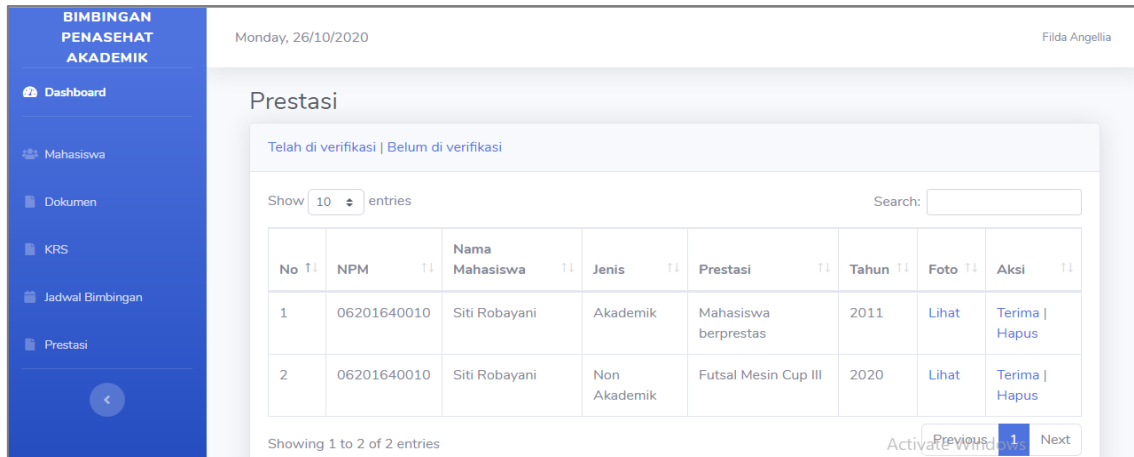 BIMBINGAN
PENASEHAT
AKADEMIK
Dashboard
Mahasiswa
Dokumen
KRS
Jadwal Bimbingan
Prestasi
Monday, 26/10/2020
Filda Angellia
Prestasi
Telah di verifikasi | Belum di verifikasi
Show 10 entries
Search:
No NPM Nama Mahasiswa Jenis Prestasi Tahun Foto Aksi
1 06201640010 Siti Robayani Akademik Mahasiswa berprestas 2011 Lihat Terima | Hapus
2 06201640010 Siti Robayani Non Akademik Futsal Mesin Cup III 2020 Lihat Terima | Hapus
Showing 1 to 2 of 2 entries
Previous 1 Next
Activate Windows